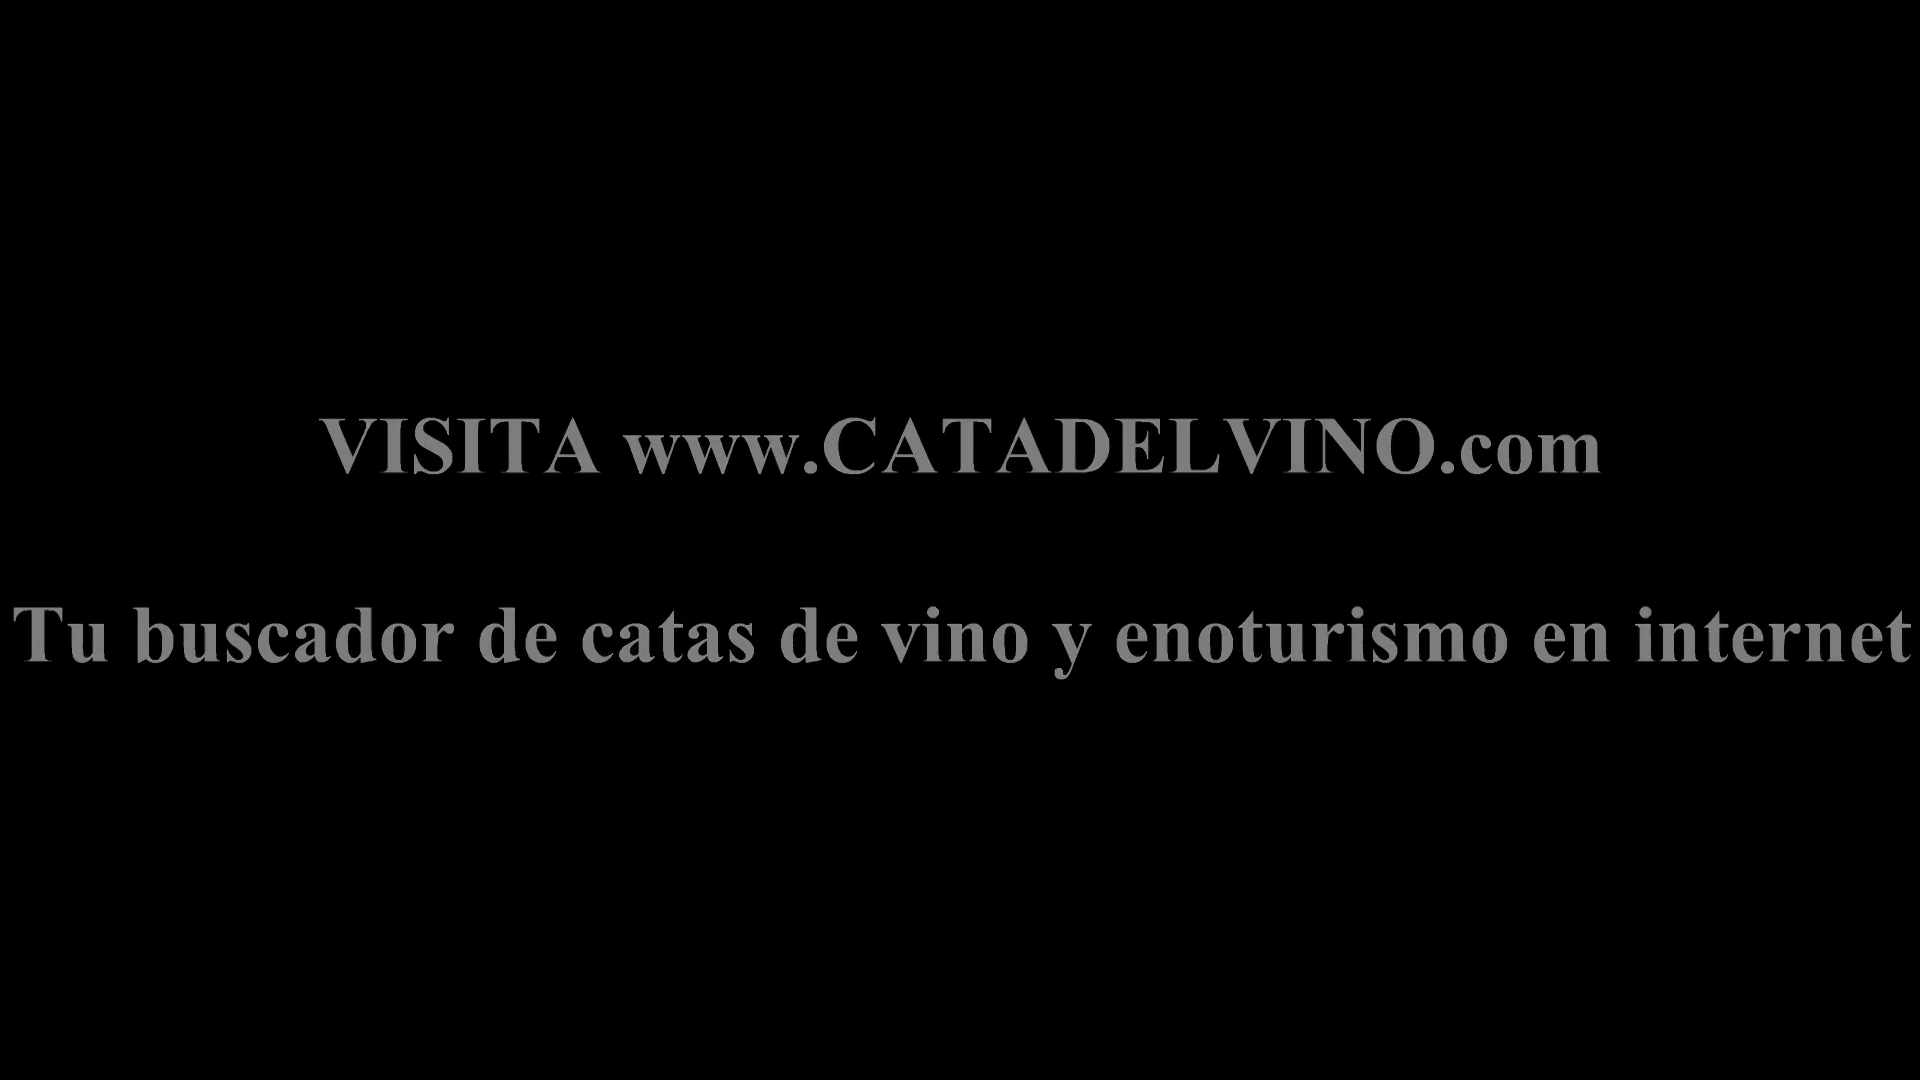 VISITA www.CATADELVINO.com
Tu buscador de catas de vino y enoturismo en internet